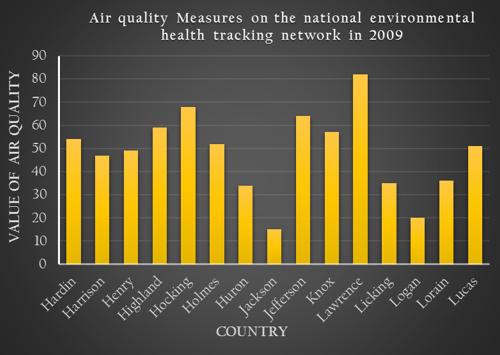 Air quality Measures on the national environmental
health tracking network in 2009
VALUE OF AIR QUALITY
90
80
70
60
50
40
30
20
10
0
Hardin
Harrison
Henry
Highland
Hocking
Holmes
Huron
Jackson
Jefferson
Knox
Lawrence
Licking
Logan
Lorain
Lucas
COUNTRY